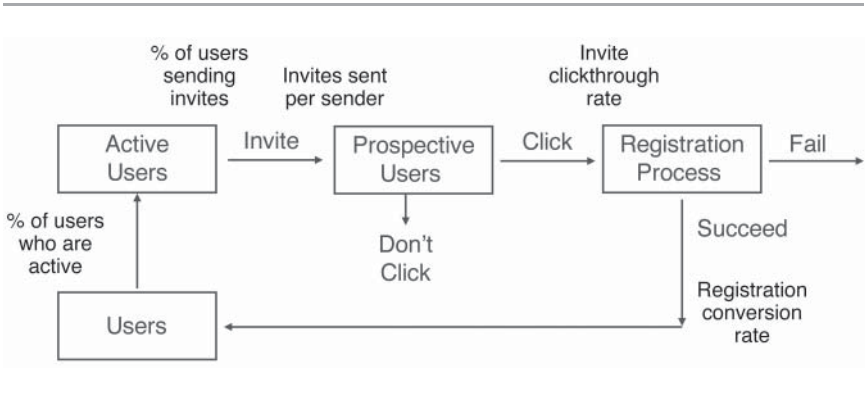 % of users
sending
invites
Invites sent
per sender
Invite
clickthrough
rate
Active
Users
Invite
Prospective
Users
Click
Registration
Process
Fail
% of users
who are
active
Don't
Click
Succeed
Users
Registration
conversion
rate